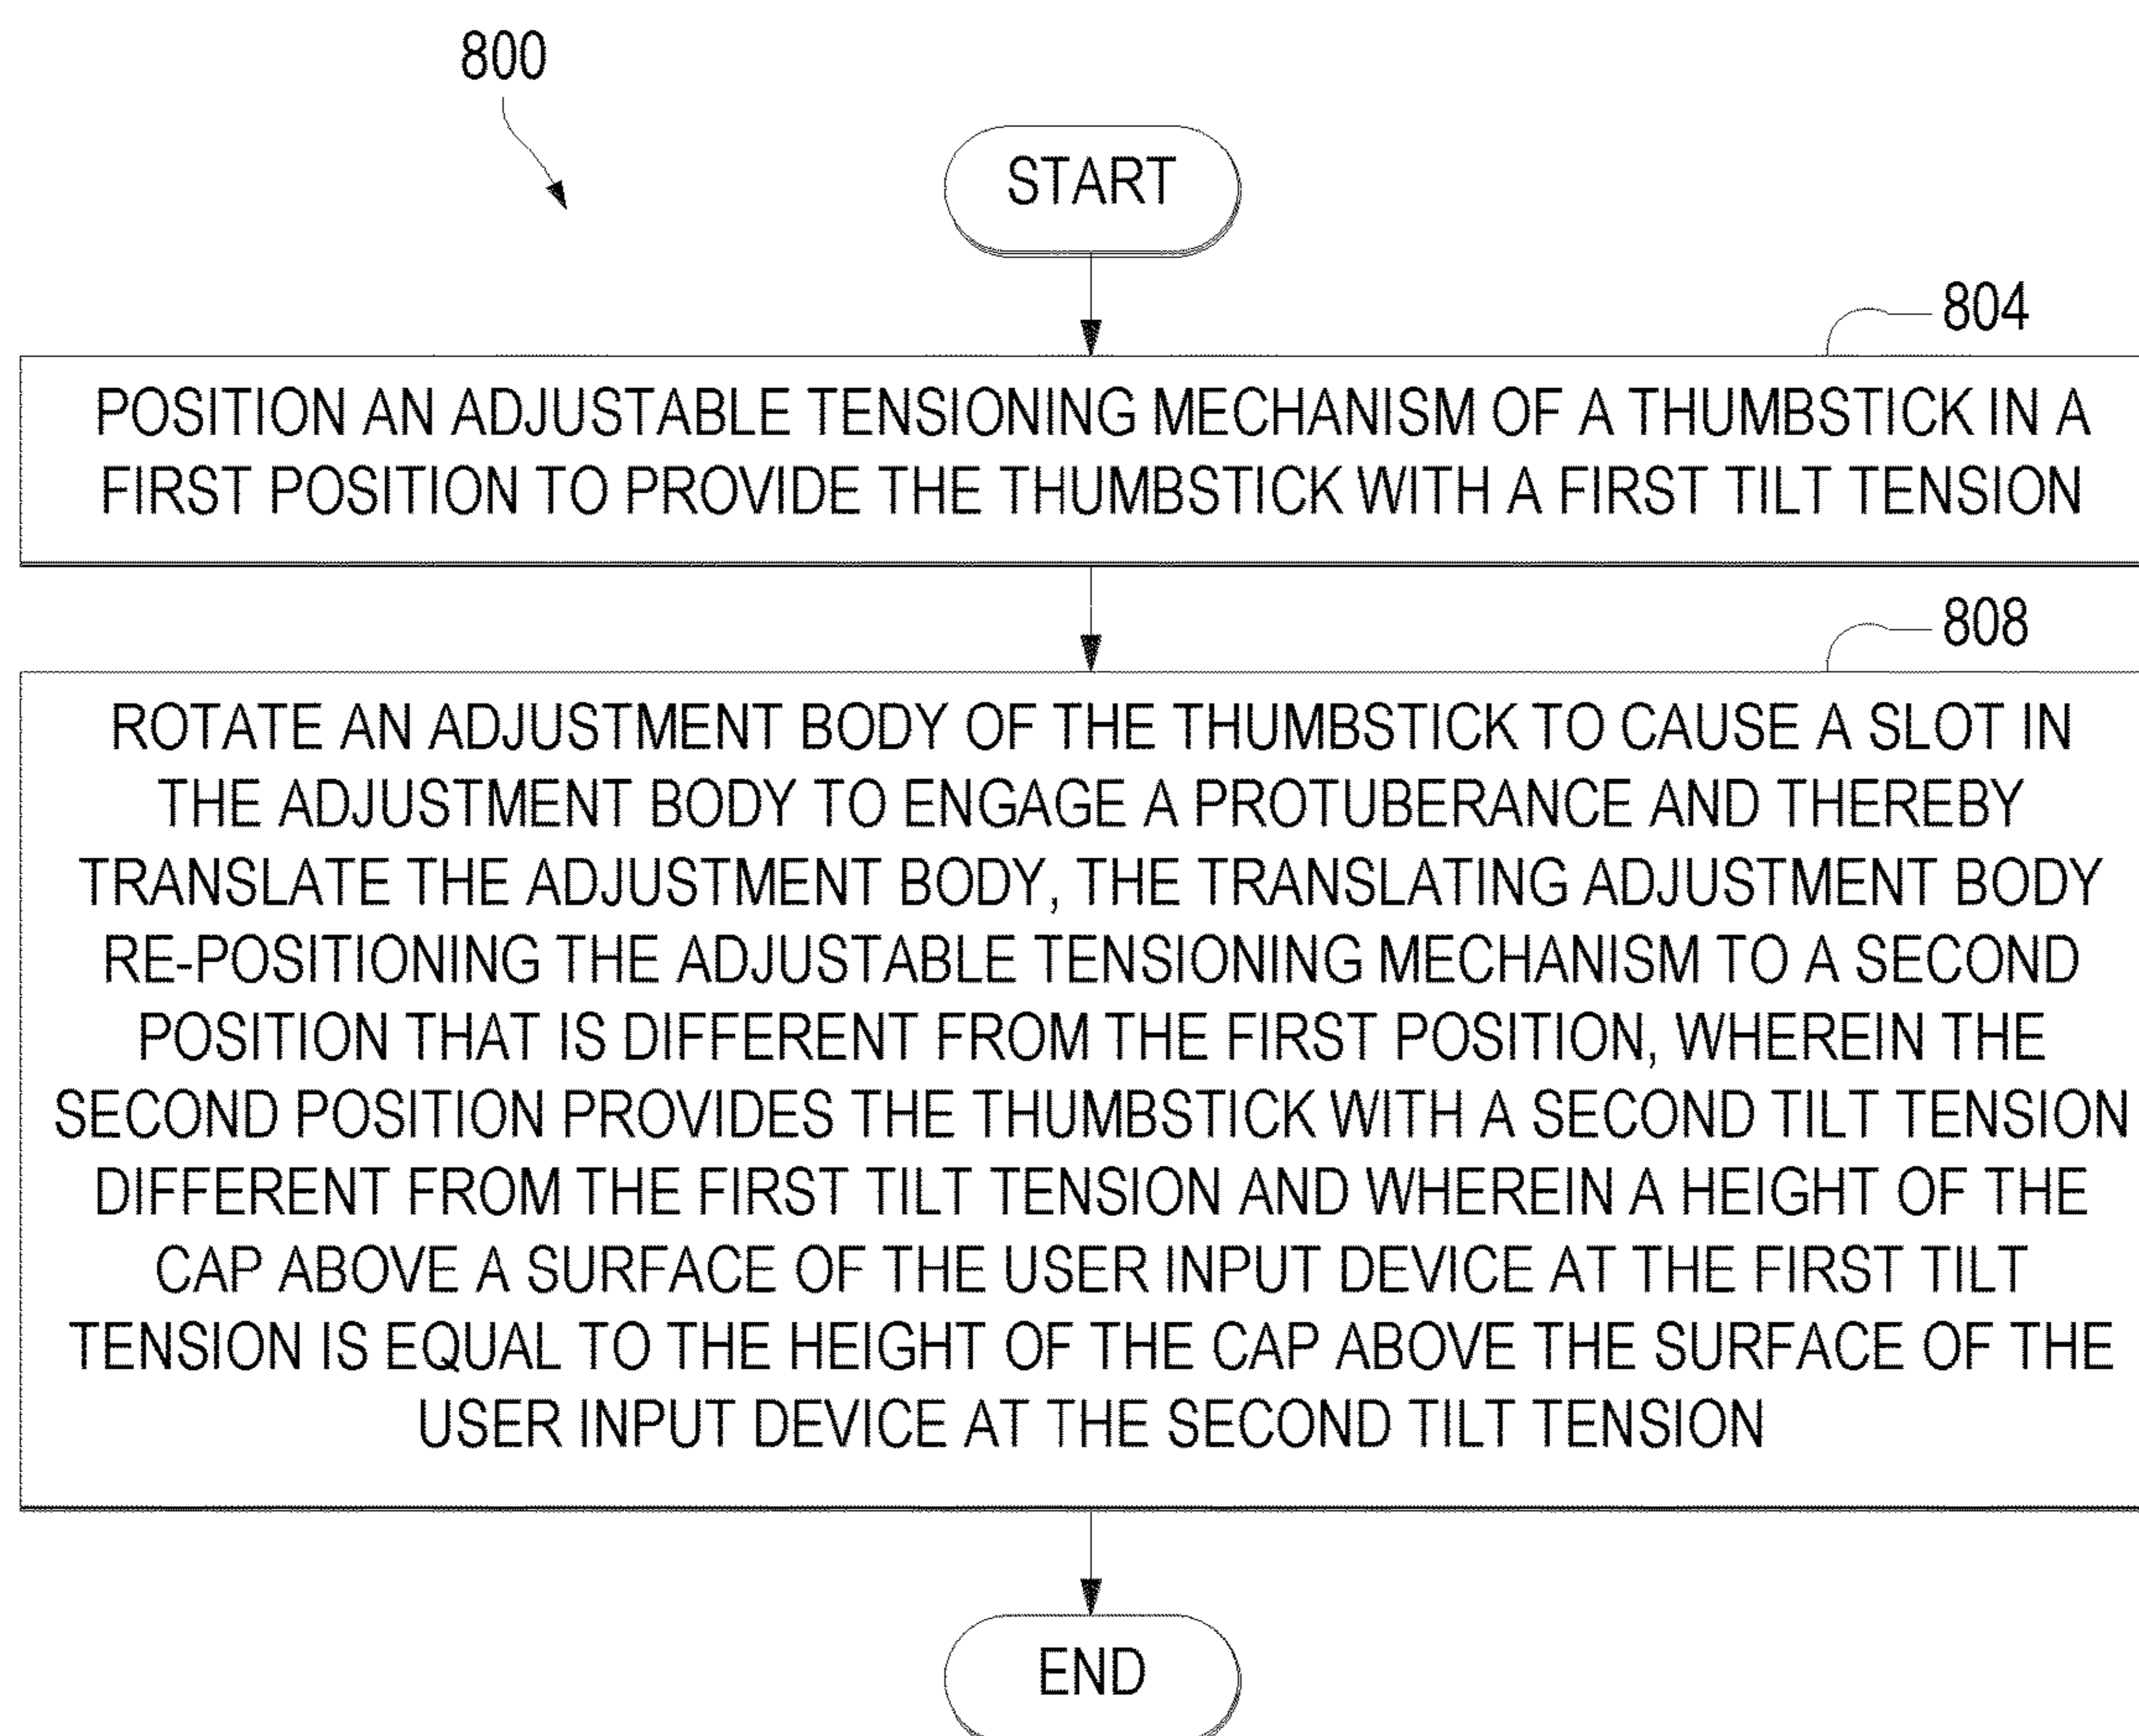 800
START
804
POSITION AN ADJUSTABLE TENSIONING MECHANISM OF A THUMBSTICK IN A
FIRST POSITION TO PROVIDE THE THUMBSTICK WITH A FIRST TILT TENSION
808
ROTATE AN ADJUSTMENT BODY OF THE THUMBSTICK TO CAUSE A SLOT IN
THE ADJUSTMENT BODY TO ENGAGE A PROTUBERANCE AND THEREBY
TRANSLATE THE ADJUSTMENT BODY, THE TRANSLATING ADJUSTMENT BODY
RE-POSITIONING THE ADJUSTABLE TENSIONING MECHANISM TO A SECOND
POSITION THAT IS DIFFERENT FROM THE FIRST POSITION, WHEREIN THE
SECOND POSITION PROVIDES THE THUMBSTICK WITH A SECOND TILT TENSION
DIFFERENT FROM THE FIRST TILT TENSION AND WHEREIN A HEIGHT OF THE
CAP ABOVE A SURFACE OF THE USER INPUT DEVICE AT THE FIRST TILT
TENSION IS EQUAL TO THE HEIGHT OF THE CAP ABOVE THE SURFACE OF THE
USER INPUT DEVICE AT THE SECOND TILT TENSION
END